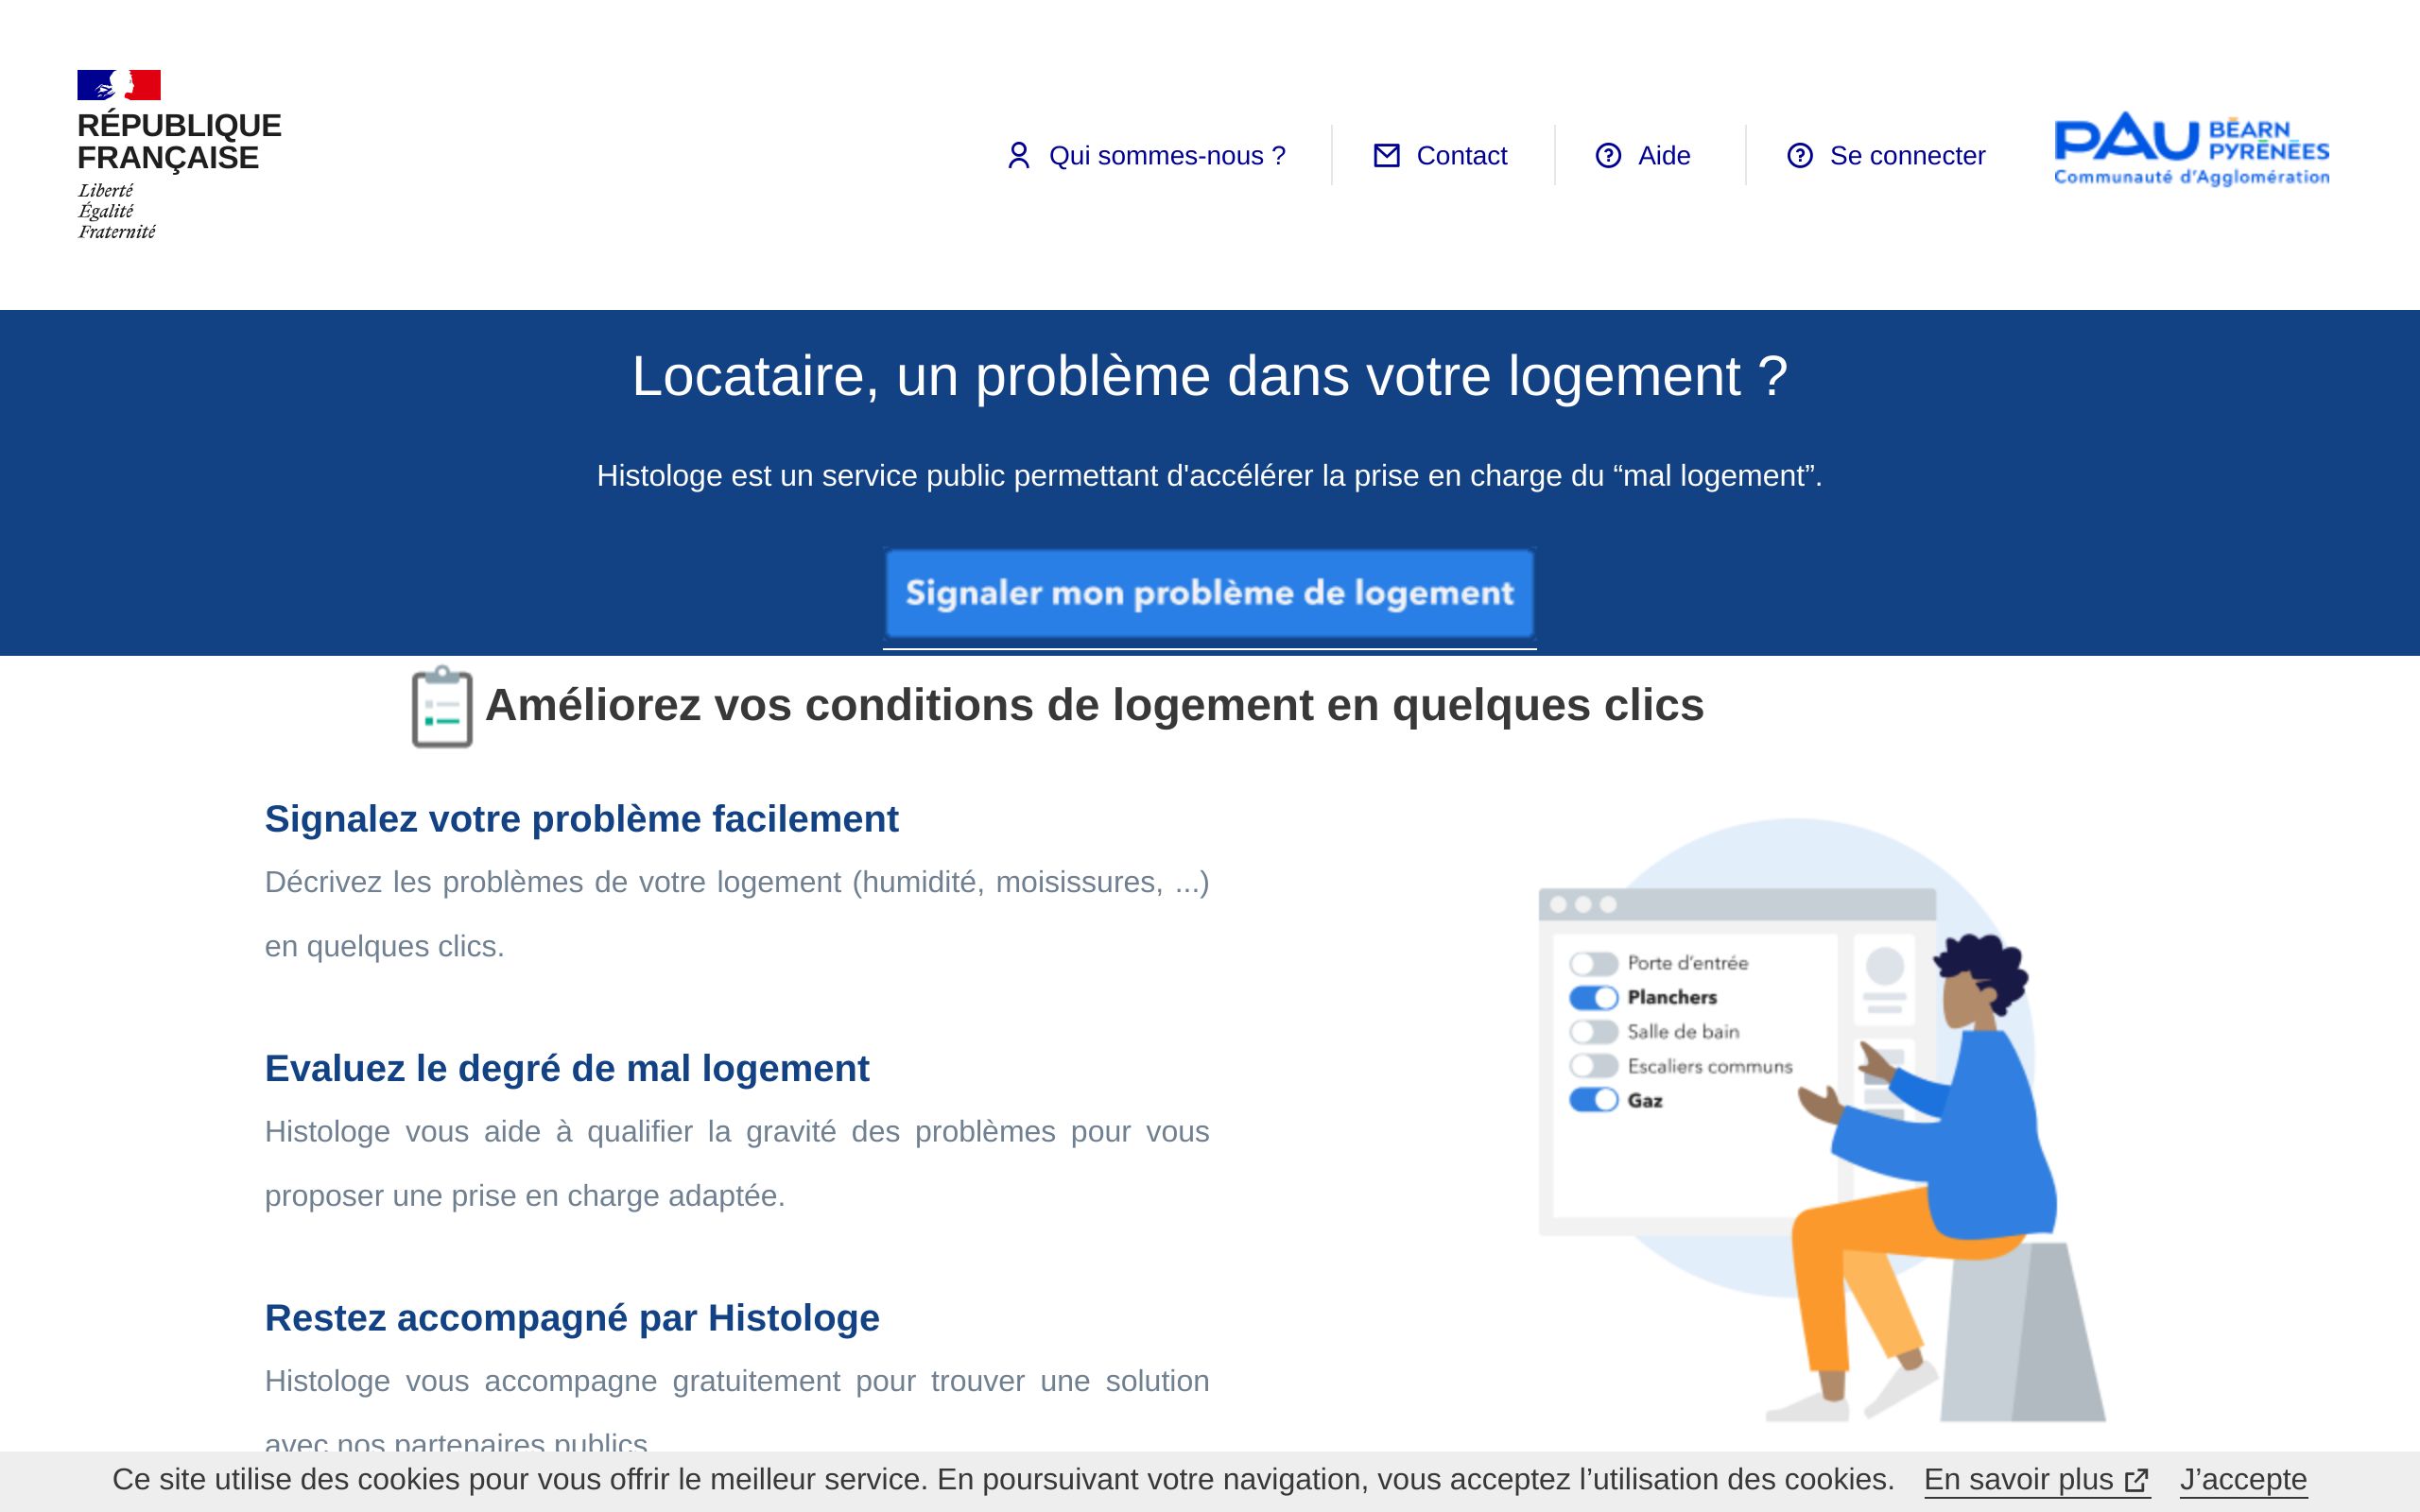 RÉPUBLIQUE
FRANÇAISE
Liberté
Égalité
Fraternité
Qui sommes-nous ?
Contact
Aide
Se connecter
PAU BÉARN
PYRÉNÉES
Communauté d'Agglomération
Locataire, un problème dans votre logement ?
Histologe est un service public permettant d'accélérer la prise en charge du “mal logement”.
Signaler mon problème de logement
Améliorez vos conditions de logement en quelques clics
Signalez votre problème facilement
Décrivez les problèmes de votre logement (humidité, moisissures, ...)
en quelques clics.
Evaluez le degré de mal logement
Histologe vous aide à qualifier la gravité des problèmes pour vous
proposer une prise en charge adaptée.
Restez accompagné par Histologe
Histologe vous accompagne gratuitement pour trouver une solution
avec nos partenaires publics.
Porte d'entrée
Planchers
Salle de bain
Escaliers communs
Gaz
Ce site utilise des cookies pour vous offrir le meilleur service. En poursuivant votre navigation, vous acceptez l’utilisation des cookies. En savoir plus J’accepte